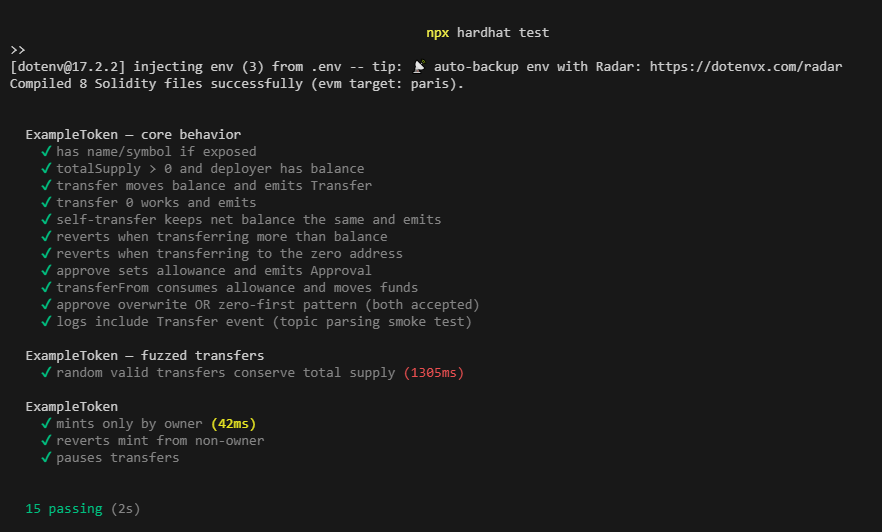 npx hardhat test
>>
[dotenv@17.2.2] injecting env (3) from .env -- tip: 📡 auto-backup env with Radar: https://dotenvx.com/radar
Compiled 8 Solidity files successfully (evm target: paris).
ExampleToken — core behavior
✔ has name/symbol if exposed
✔ totalSupply > 0 and deployer has balance
✔ transfer moves balance and emits Transfer
✔ transfer 0 works and emits
✔ self-transfer keeps net balance the same and emits
✔ reverts when transferring more than balance
✔ reverts when transferring to the zero address
✔ approve sets allowance and emits Approval
✔ transferFrom consumes allowance and moves funds
✔ approve overwrite OR zero-first pattern (both accepted)
✔ logs include Transfer event (topic parsing smoke test)
ExampleToken — fuzzed transfers
✔ random valid transfers conserve total supply (1305ms)
ExampleToken
✔ mints only by owner (42ms)
✔ reverts mint from non-owner
✔ pauses transfers
15 passing (2s)